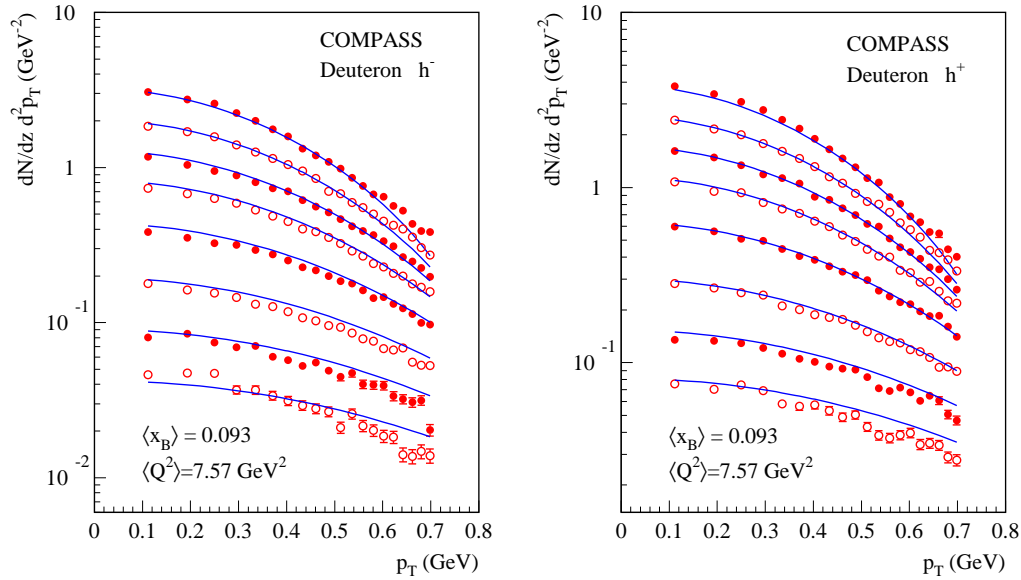 dN/dz d²p_T (GeV⁻²)
10
1
10⁻¹
10⁻²
COMPASS
Deuteron h⁻
⟨x_B⟩ = 0.093
⟨Q²⟩=7.57 GeV²
0 0.1 0.2 0.3 0.4 0.5 0.6 0.7 0.8
p_T (GeV)
dN/dz d²p_T (GeV⁻²)
10
1
10⁻¹
COMPASS
Deuteron h⁺
⟨x_B⟩ = 0.093
⟨Q²⟩=7.57 GeV²
0 0.1 0.2 0.3 0.4 0.5 0.6 0.7 0.8
p_T (GeV)